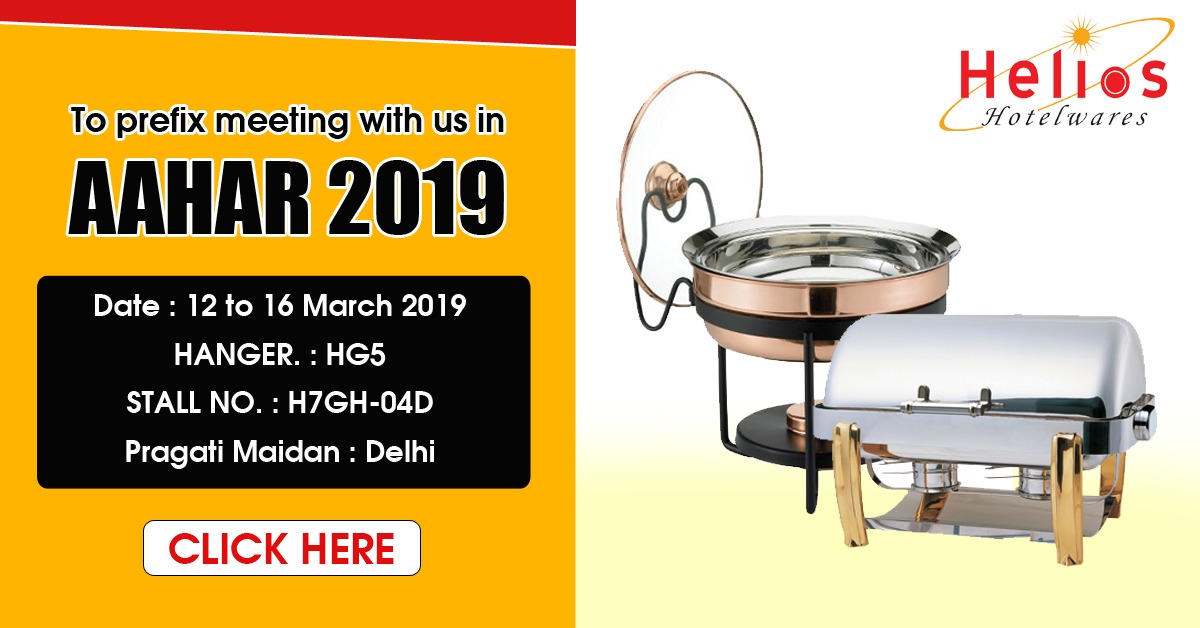 To prefix meeting with us in
AAHAR 2019
Date : 12 to 16 March 2019
HANGER. : HG5
STALL NO. : H7GH-04D
Pragati Maidan : Delhi
CLICK HERE
Helios
Hotelwares